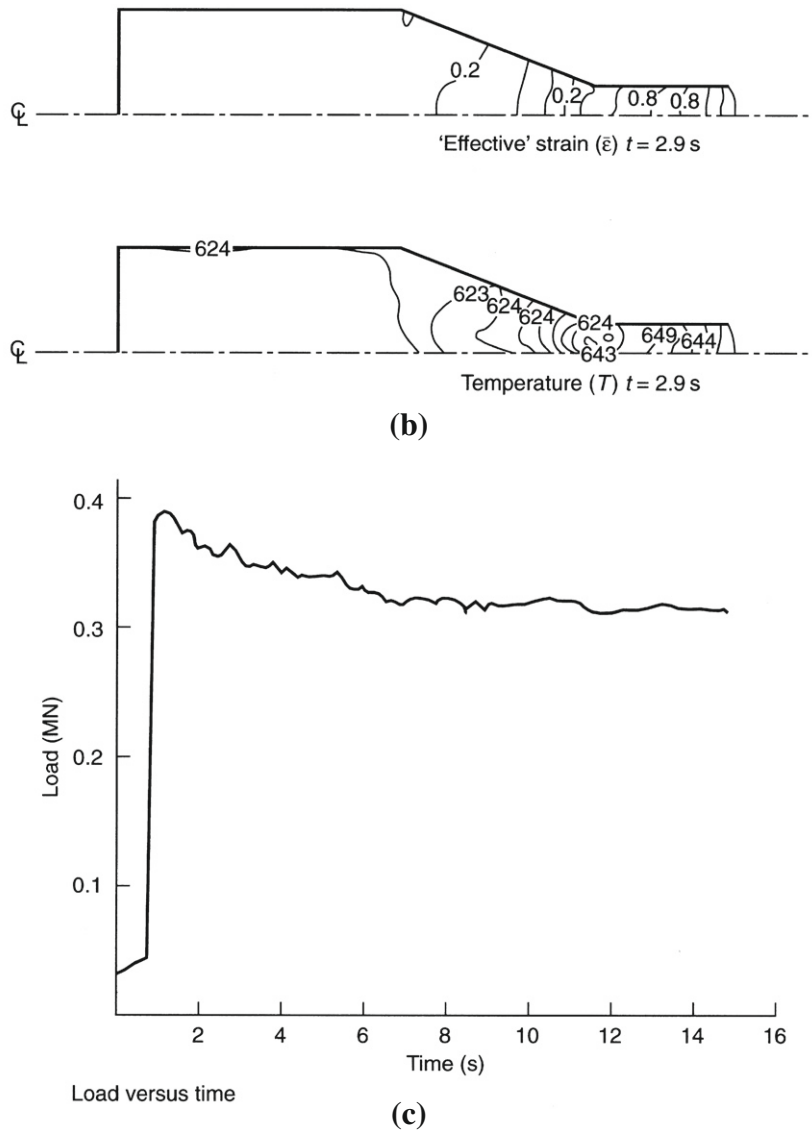 0.2
0.2
0.8
0.8
℄
'Effective' strain (ε̄) t = 2.9 s
624
623
624
624
624
643
649
644
℄
Temperature (T) t = 2.9 s
(b)
0.4
0.3
0.2
0.1
Load (MN)
2 4 6 8 10 12 14 16
Time (s)
Load versus time
(c)